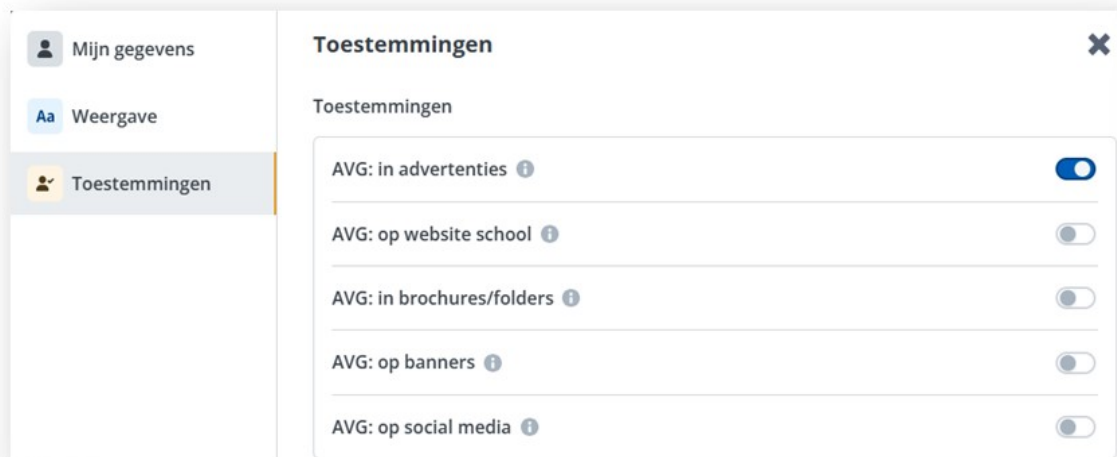 Mijn gegevens
Aa Weergave
Toestemmingen
Toestemmingen
Toestemmingen
AVG: in advertenties
AVG: op website school
AVG: in brochures/folders
AVG: op banners
AVG: op social media